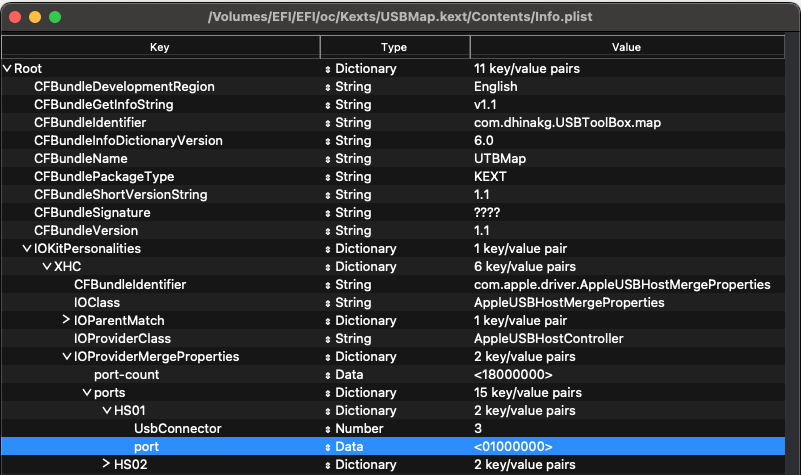 /Volumes/EFI/EFI/oc/Kexts/USBMap.kext/Contents/Info.plist
Key Type Value
Root Dictionary 11 key/value pairs
CFBundleDevelopmentRegion String English
CFBundleGetInfoString String v1.1
CFBundleIdentifier String com.dhinakg.USBToolBox.map
CFBundleInfoDictionaryVersion String 6.0
CFBundleName String UTBMap
CFBundlePackageType String KEXT
CFBundleShortVersionString String 1.1
CFBundleSignature String ????
CFBundleVersion String 1.1
IOKitPersonalities Dictionary 1 key/value pair
XHC Dictionary 6 key/value pairs
CFBundleIdentifier String com.apple.driver.AppleUSBHostMergeProperties
IOClass String AppleUSBHostMergeProperties
IOParentMatch Dictionary 1 key/value pair
IOProviderClass String AppleUSBHostController
IOProviderMergeProperties Dictionary 2 key/value pairs
port-count Data <18000000>
ports Dictionary 15 key/value pairs
HS01 Dictionary 2 key/value pairs
UsbConnector Number 3
port Data <01000000>
HS02 Dictionary 2 key/value pairs